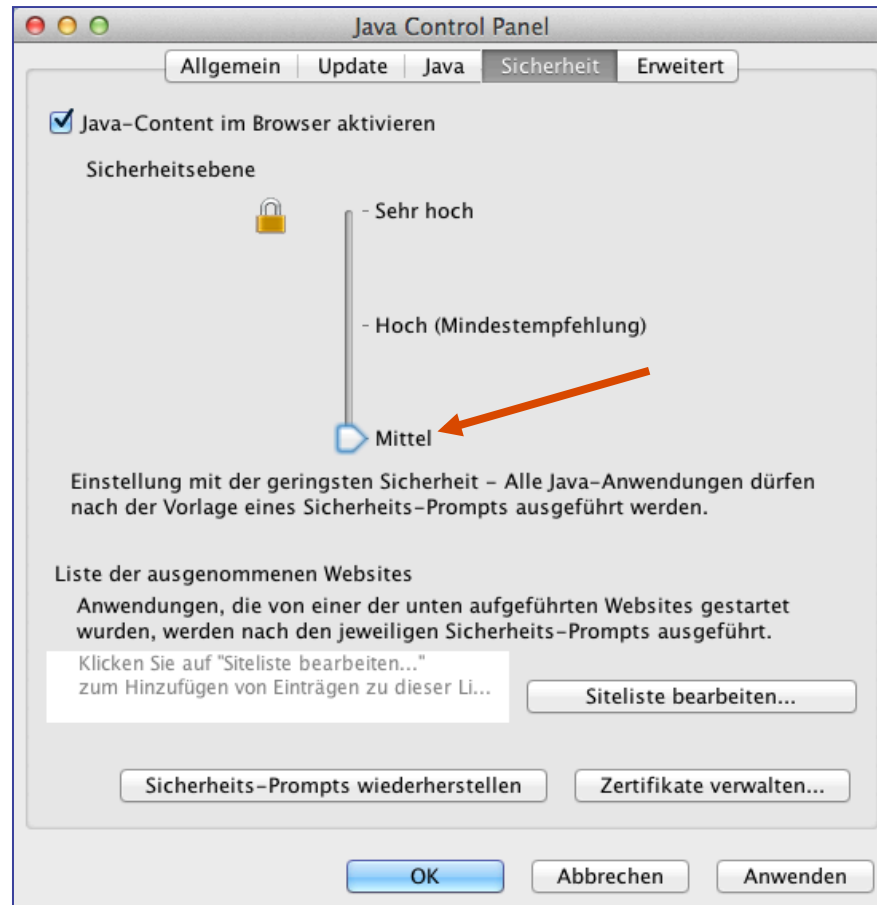 Java Control Panel
Allgemein Update Java Sicherheit Erweitert
Java-Content im Browser aktivieren
Sicherheitsebene
- Sehr hoch
- Hoch (Mindestempfehlung)
Mittel
Einstellung mit der geringsten Sicherheit – Alle Java-Anwendungen dürfen
nach der Vorlage eines Sicherheits-Prompts ausgeführt werden.
Liste der ausgenommenen Websites
Anwendungen, die von einer der unten aufgeführten Websites gestartet
wurden, werden nach den jeweiligen Sicherheits-Prompts ausgeführt.
Klicken Sie auf "Siteliste bearbeiten..."
zum Hinzufügen von Einträgen zu dieser Li...
Siteliste bearbeiten...
Sicherheits-Prompts wiederherstellen Zertifikate verwalten...
OK Abbrechen Anwenden